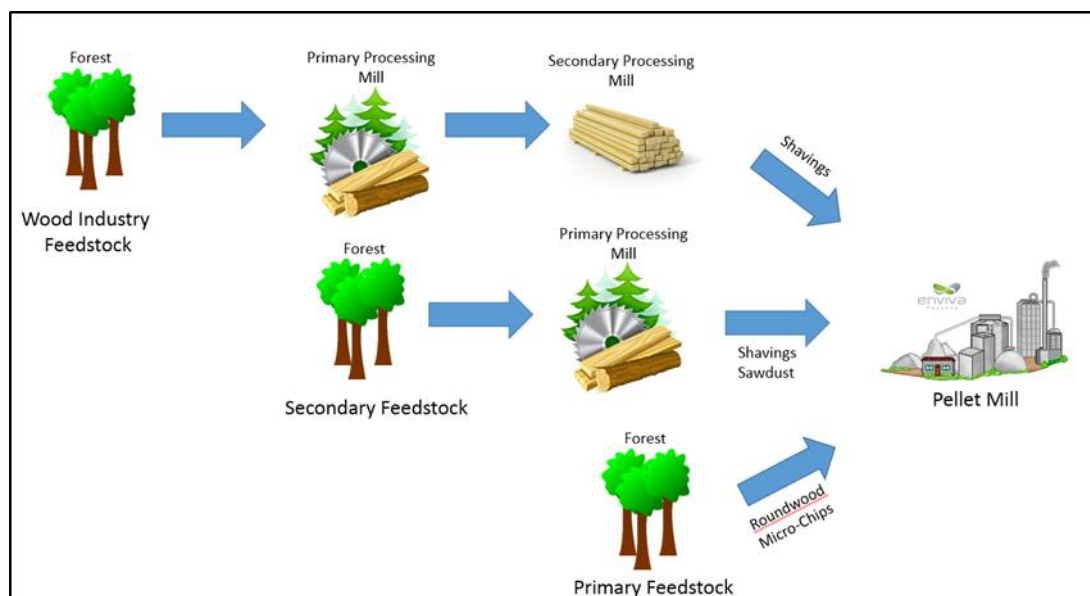 Forest
Primary Processing
Mill
Secondary Processing
Mill
Shavings
Wood Industry
Feedstock
Forest
Primary Processing
Mill
Shavings
Sawdust
Secondary Feedstock
enviva
PELLETS
Pellet Mill
Forest
Roundwood
Micro-Chips
Primary Feedstock